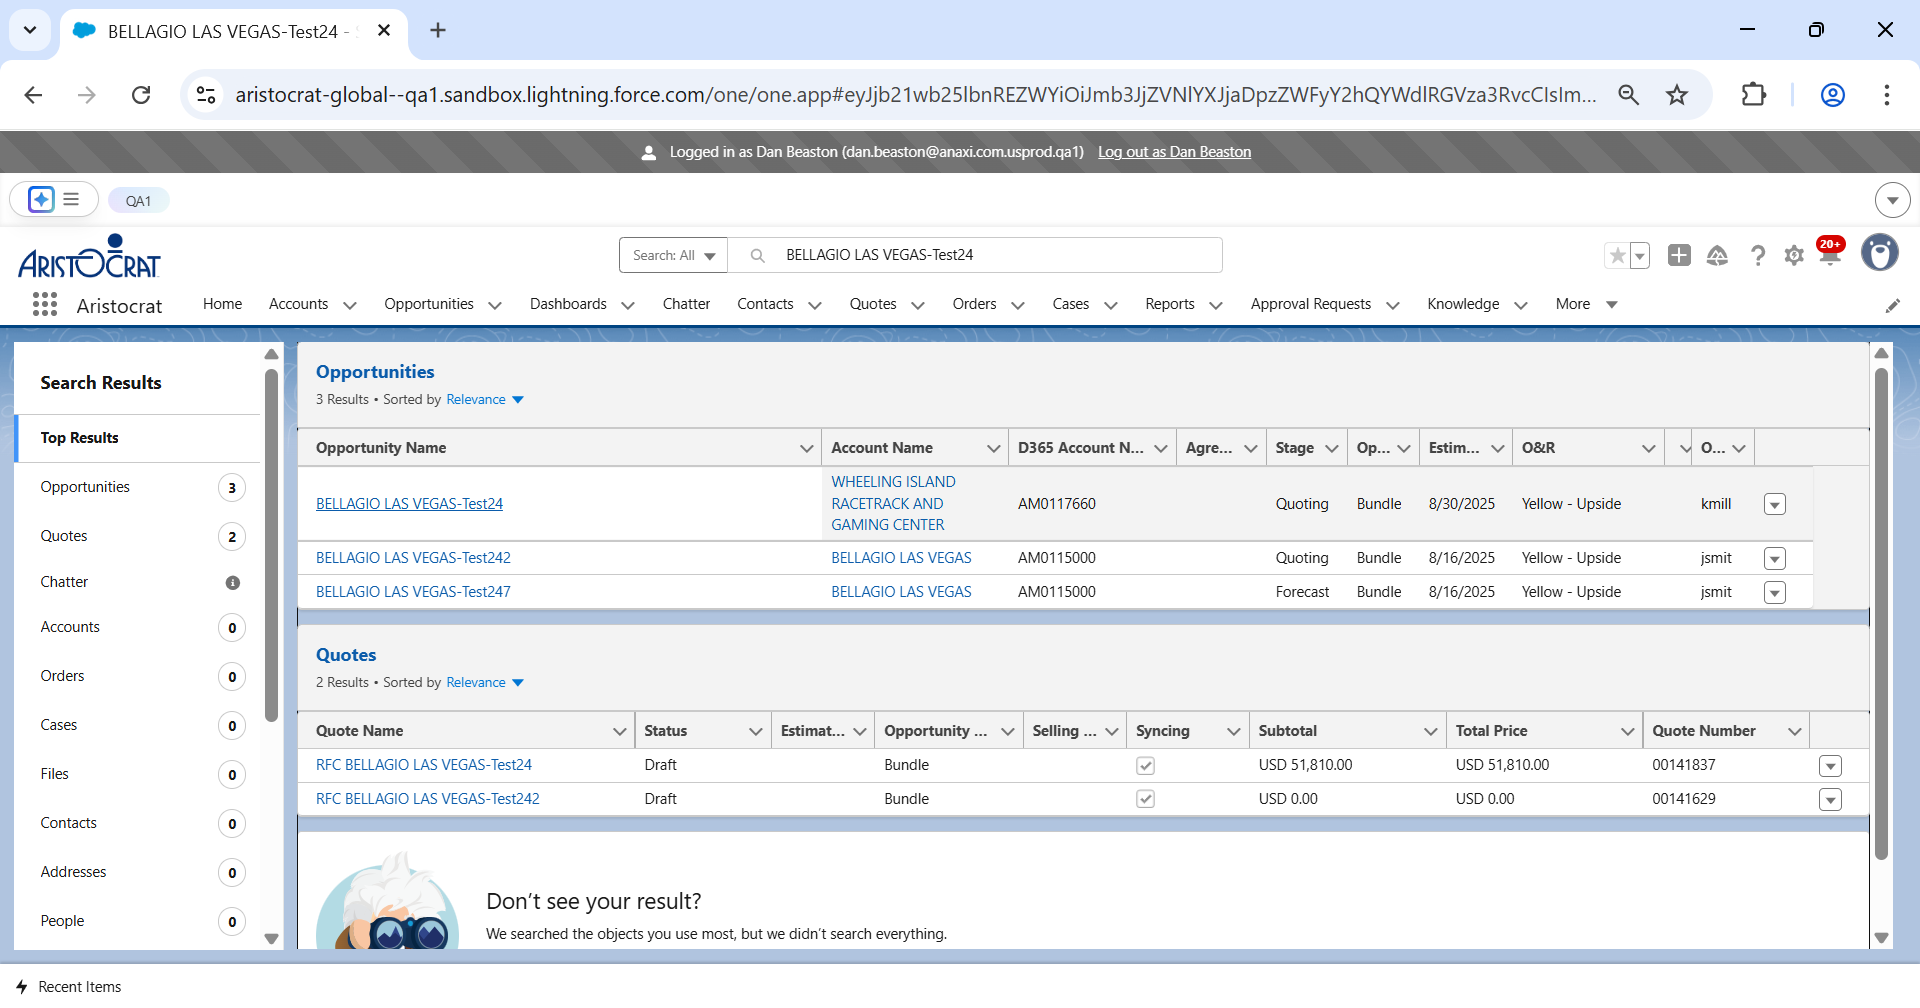 BELLAGIO LAS VEGAS-Test24 -
aristocrat-global--qa1.sandbox.lightning.force.com/one/one.app#eyJjb21wb25lbnREZWYiOiJmb3JjZVNlYXJjaDpzZWFyY2hQYWdlRGVza3RvcCIsIm...
Logged in as Dan Beaston (dan.beaston@anaxi.com.usprod.qa1) Log out as Dan Beaston
QA1
ARISTOCRAT
Search: All BELLAGIO LAS VEGAS-Test24
20+
Aristocrat Home Accounts Opportunities Dashboards Chatter Contacts Quotes Orders Cases Reports Approval Requests Knowledge More
Search Results
Top Results
Opportunities 3
Quotes 2
Chatter
Accounts 0
Orders 0
Cases 0
Files 0
Contacts 0
Addresses 0
People 0
Opportunities
3 Results • Sorted by Relevance
Opportunity Name Account Name D365 Account N... Agre... Stage Op... Estim... O&R O...
BELLAGIO LAS VEGAS-Test24 WHEELING ISLAND RACETRACK AND GAMING CENTER AM0117660 Quoting Bundle 8/30/2025 Yellow - Upside kmill
BELLAGIO LAS VEGAS-Test242 BELLAGIO LAS VEGAS AM0115000 Quoting Bundle 8/16/2025 Yellow - Upside jsmit
BELLAGIO LAS VEGAS-Test247 BELLAGIO LAS VEGAS AM0115000 Forecast Bundle 8/16/2025 Yellow - Upside jsmit
Quotes
2 Results • Sorted by Relevance
Quote Name Status Estimat... Opportunity ... Selling ... Syncing Subtotal Total Price Quote Number
RFC BELLAGIO LAS VEGAS-Test24 Draft Bundle USD 51,810.00 USD 51,810.00 00141837
RFC BELLAGIO LAS VEGAS-Test242 Draft Bundle USD 0.00 USD 0.00 00141629
Don't see your result?
We searched the objects you use most, but we didn't search everything.
Recent Items